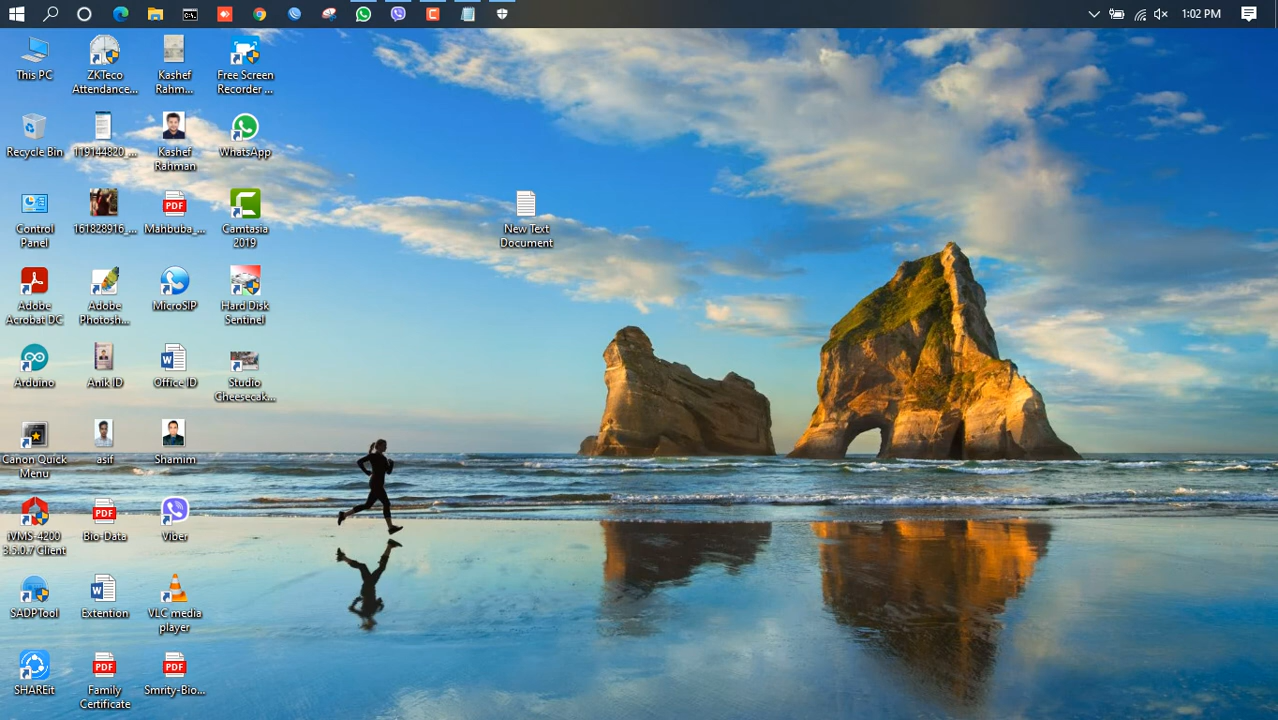 1:02 PM
This PC
ZKTeco
Attendance...
Kashef
Rahm...
Free Screen
Recorder ...
Recycle Bin
119144820_...
Kashef
Rahman
WhatsApp
Control
Panel
161828916_...
PDF
Mahbuba_...
Camtasia
2019
New Text
Document
Adobe
Acrobat DC
Adobe
Photosh...
MicroSIP
Hard Disk
Sentinel
Arduino
Anik ID
Office ID
Studio
Cheesecak...
Canon Quick
Menu
asif
Shamim
iVMS-4200
3.5.0.7 Client
PDF
Bio-Data
Viber
SADPTool
Extention
VLC media
player
SHAREit
PDF
Family
Certificate
PDF
Smrity-Bio...